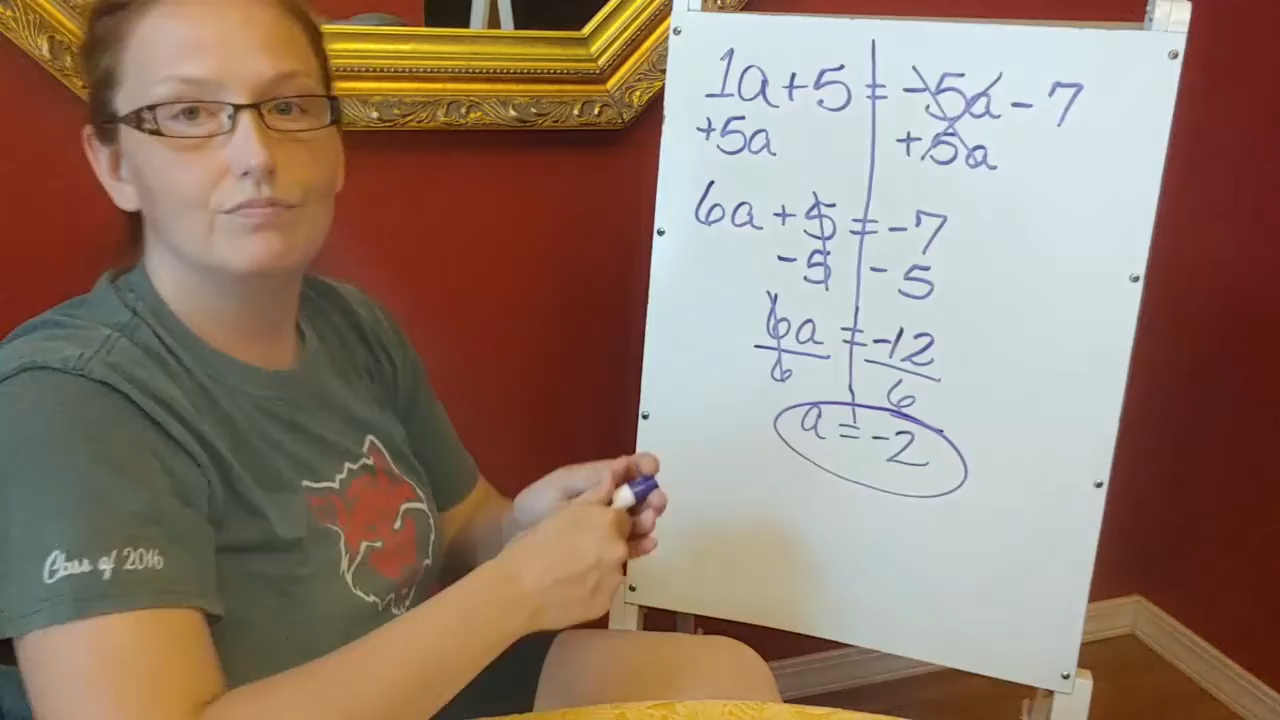 1a+5 = -5a - 7
+5a +5a
6a + 5 = -7
- 5 - 5
6a = -12
6 6
a = -2
Class of 2016